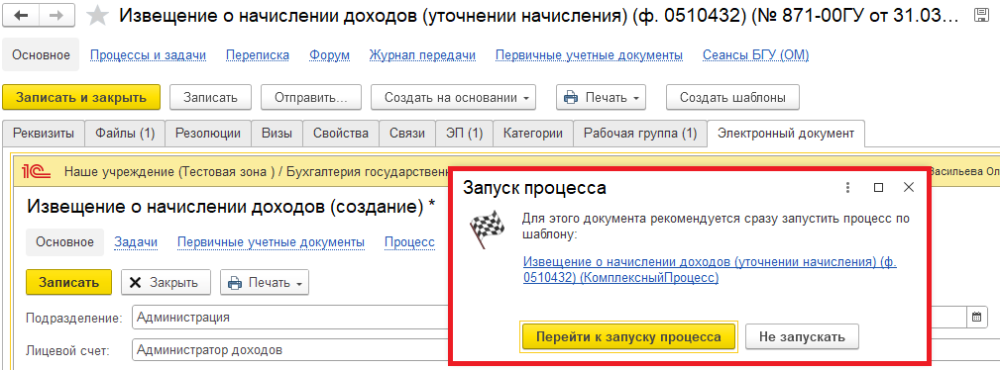 Извещение о начислении доходов (уточнении начисления) (ф. 0510432) (№ 871-00ГУ от 31.03...
Основное Процессы и задачи Переписка Форум Журнал передачи Первичные учетные документы Сеансы БГУ (ОМ)
Записать и закрыть Записать Отправить... Создать на основании Печать Создать шаблоны
Реквизиты Файлы (1) Резолюции Визы Свойства Связи ЭП (1) Категории Рабочая группа (1) Электронный документ
1С Наше учреждение (Тестовая зона ) / Бухгалтерия государствен Васильева Ол
Извещение о начислении доходов (создание) *
Основное Задачи Первичные учетные документы Процесс
Записать Закрыть Печать
Подразделение: Администрация
Лицевой счет: Администратор доходов
Запуск процесса
Для этого документа рекомендуется сразу запустить процесс по
шаблону:
Извещение о начислении доходов (уточнении начисления) (ф.
0510432) (КомплексныйПроцесс)
Перейти к запуску процесса Не запускать